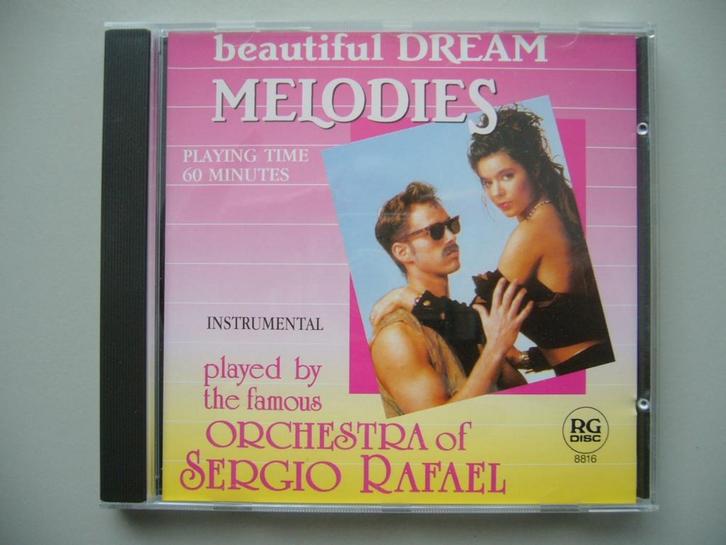 beautiful DREAM
MELODIES
PLAYING TIME
60 MINUTES
INSTRUMENTAL
played by
the famous
ORCHESTRA of
SERGIO RAFAEL
RG
DISC
8816